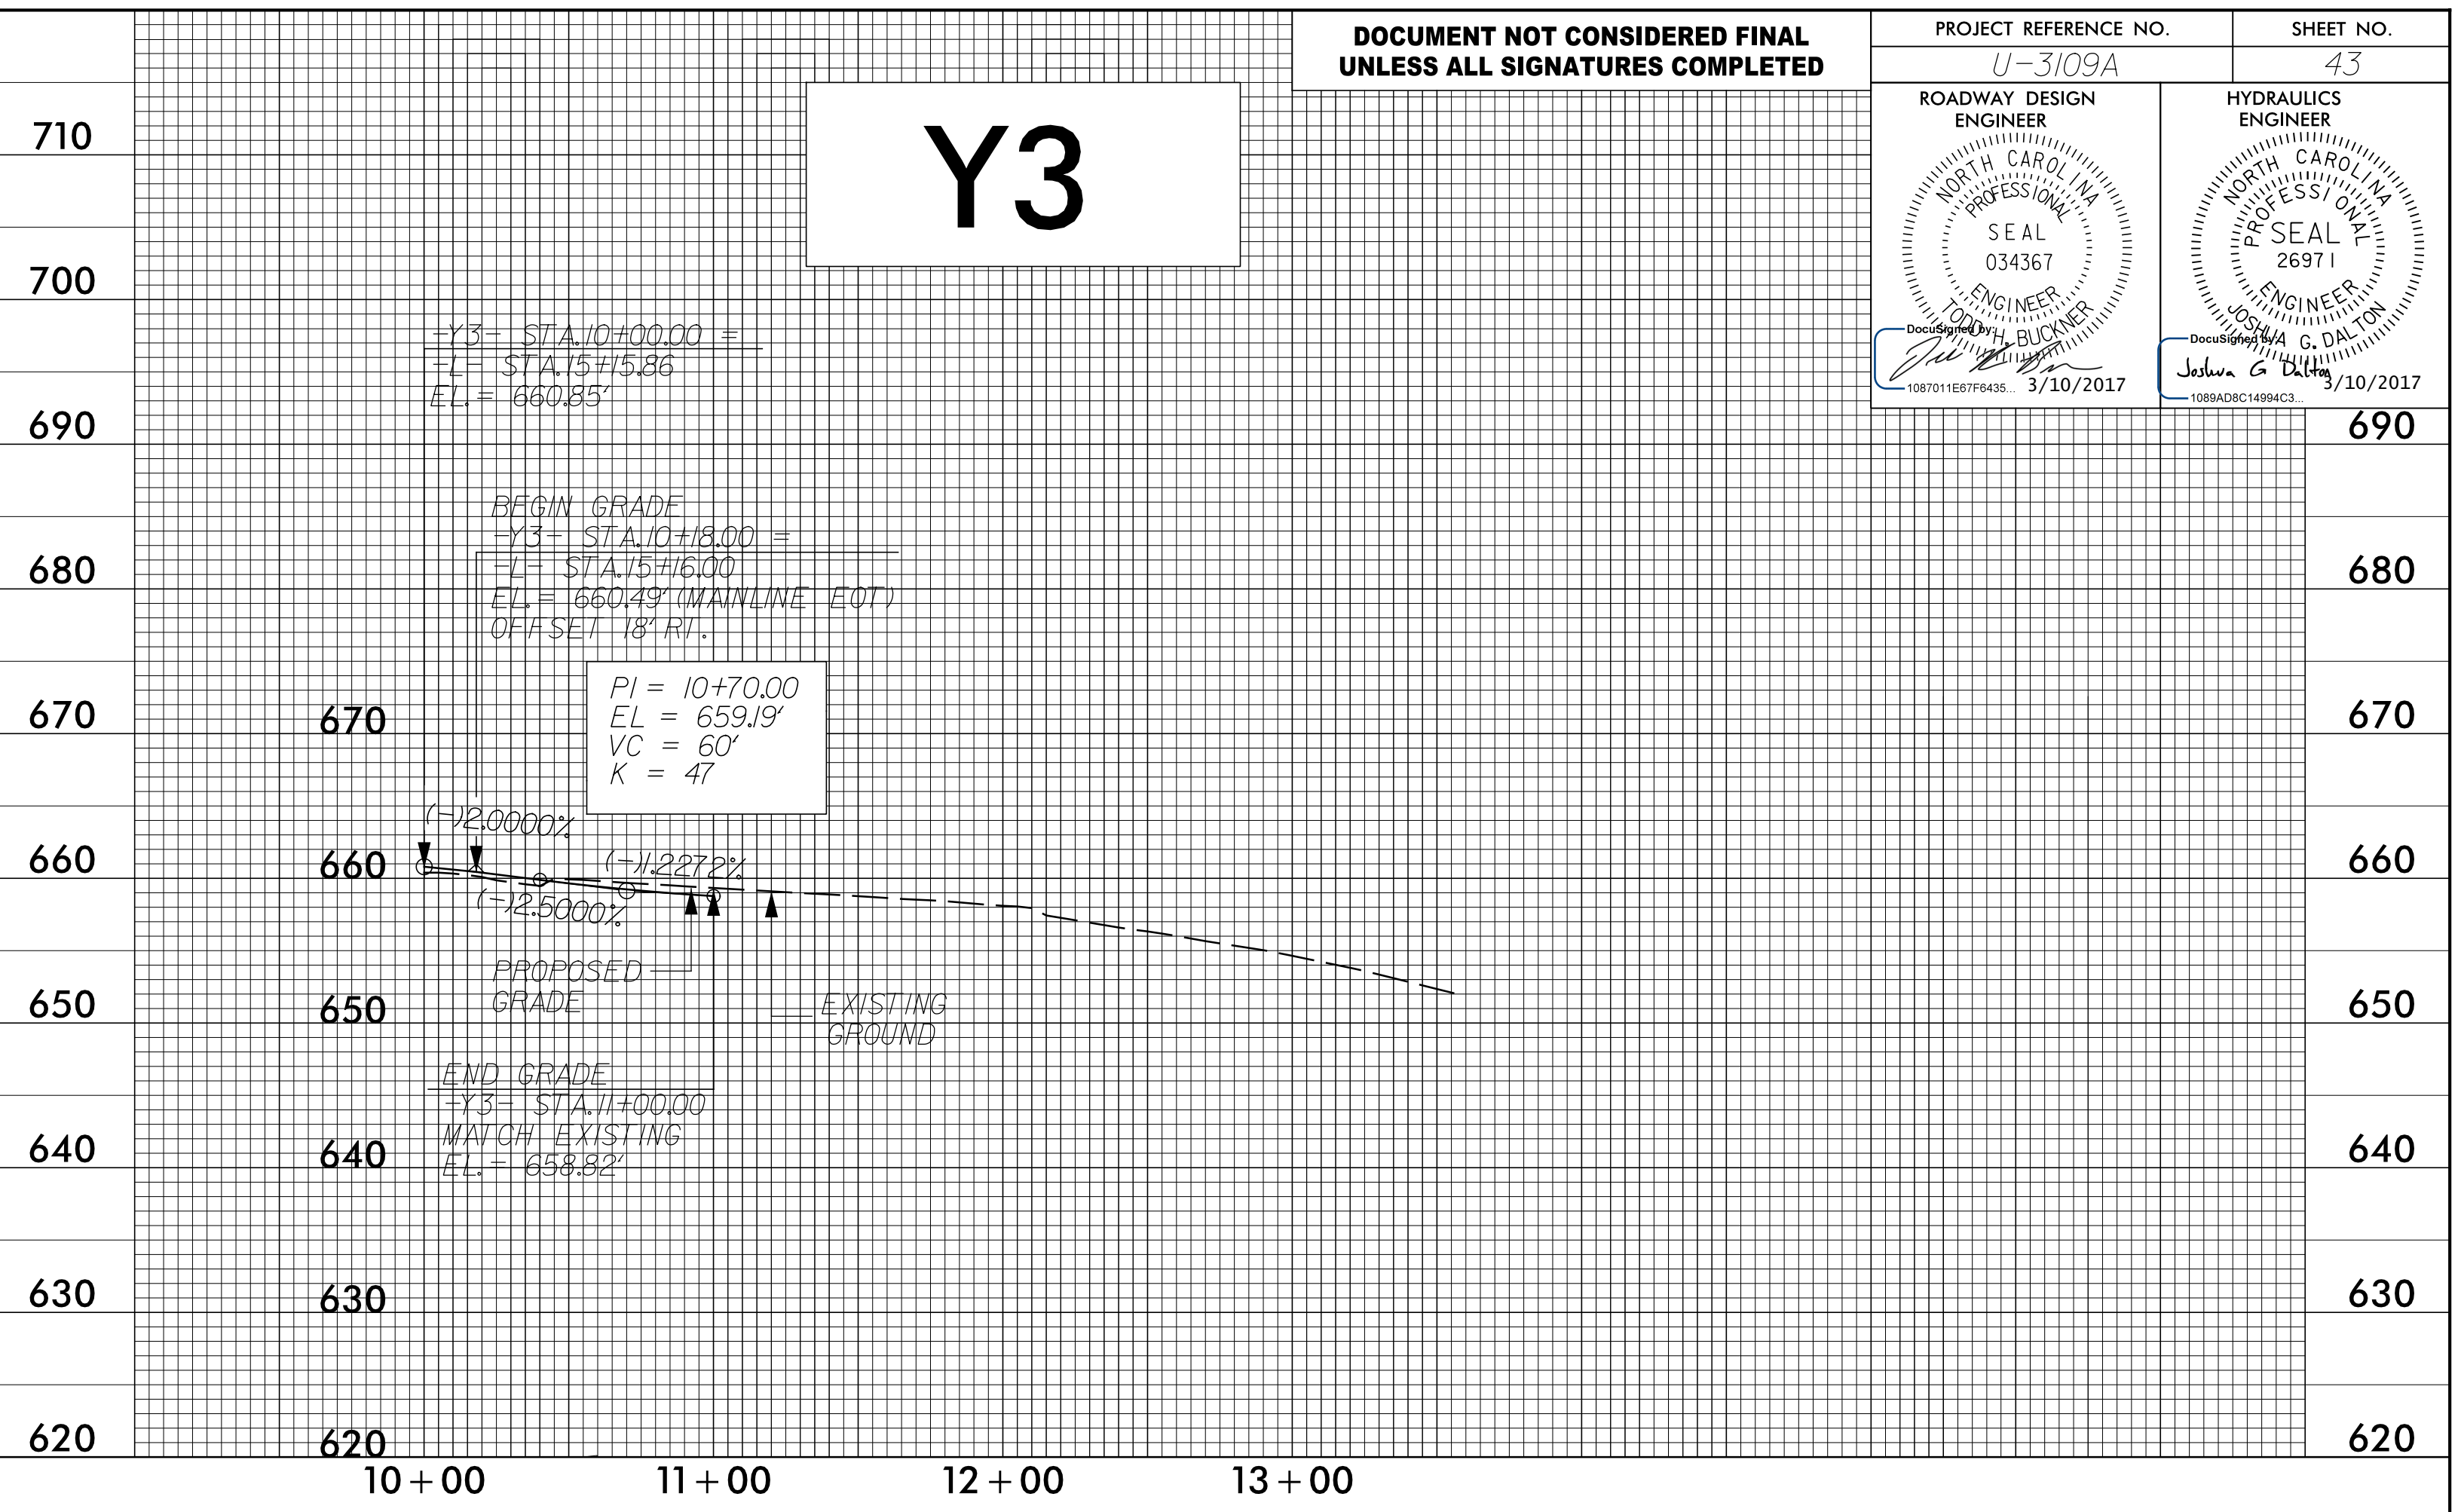 DOCUMENT NOT CONSIDERED FINAL
UNLESS ALL SIGNATURES COMPLETED
PROJECT REFERENCE NO.
SHEET NO.
U-3109A
43
ROADWAY DESIGN
ENGINEER
HYDRAULICS
ENGINEER
NORTH CAROLINA
PROFESSIONAL
SEAL
034367
ENGINEER
TODD H. BUCKNER
DocuSigned by:
1087011E67F6435...
3/10/2017
NORTH CAROLINA
PROFESSIONAL
SEAL
26971
ENGINEER
JOSHUA G. DALTON
DocuSigned by:
Joshua G Dalton
3/10/2017
1089AD8C14994C3...
Y3
710
700
690
680
670
660
650
640
630
620
-Y3- STA.10+00.00 =
-L- STA.15+15.86
EL.= 660.85'
BEGIN GRADE
-Y3- STA.10+18.00 =
-L- STA.15+16.00
EL.= 660.49' (MAINLINE EOT)
OFFSET 18' RT.
PI = 10+70.00
EL = 659.19'
VC = 60'
K = 47
(-)2.0000%
(-)1.2272%
(-)2.5000%
PROPOSED
GRADE
EXISTING
GROUND
END GRADE
-Y3- STA.11+00.00
MATCH EXISTING
EL.= 658.82'
670
660
650
640
630
620
690
680
670
660
650
640
630
620
10+00 11+00 12+00 13+00